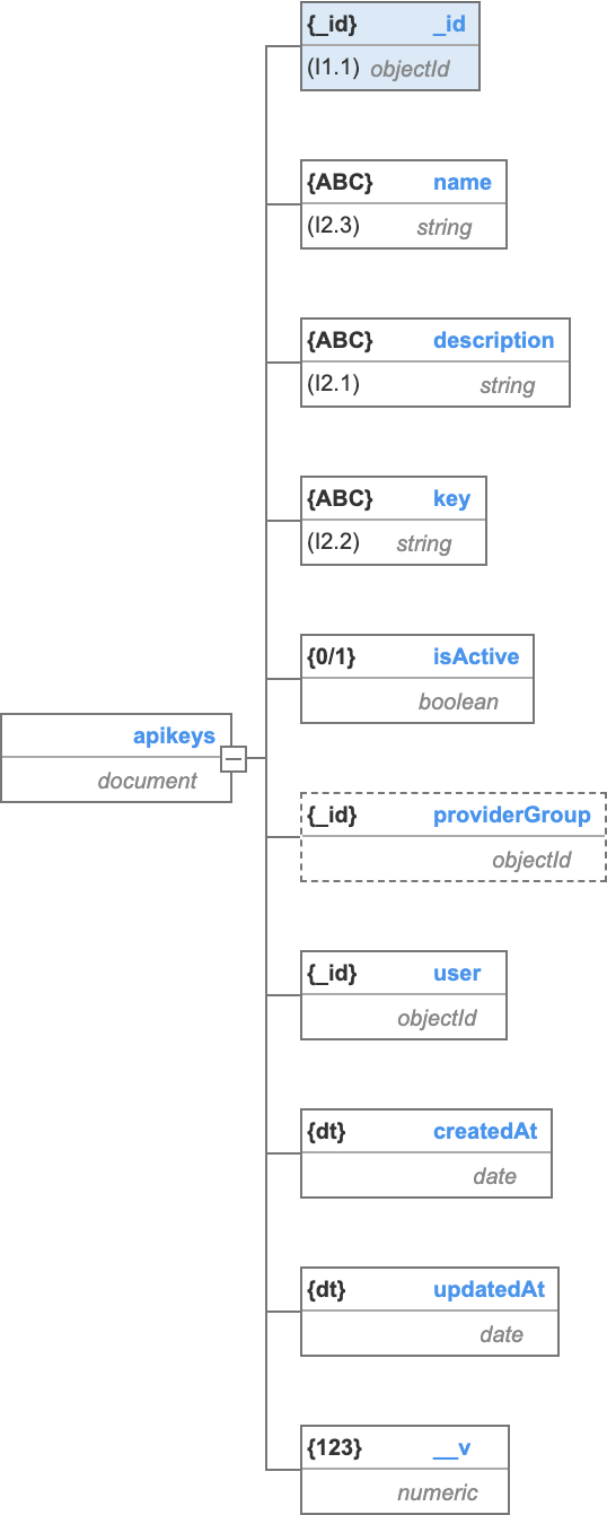 {_id} _id
(I1.1) objectId
{ABC} name
(I2.3) string
{ABC} description
(I2.1) string
{ABC} key
(I2.2) string
{0/1} isActive
boolean
apikeys
document
{_id} providerGroup
objectId
{_id} user
objectId
{dt} createdAt
date
{dt} updatedAt
date
{123} __v
numeric